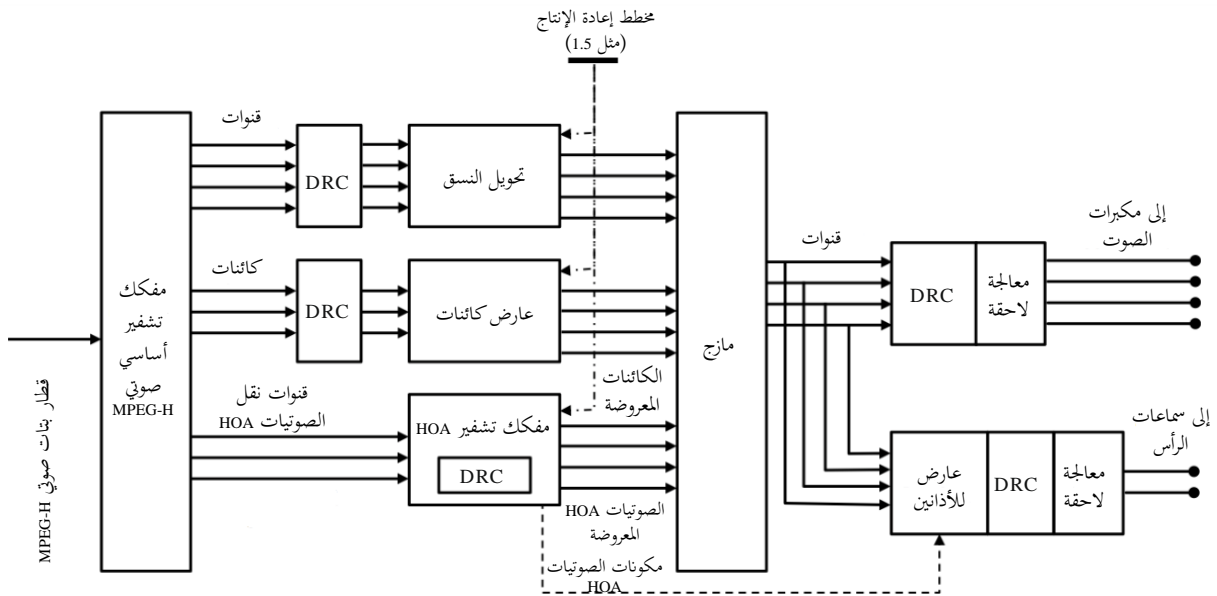 مخطط إعادة الإنتاج
(مثل 1.5)
قنوات
DRC
تحويل النسق
كائنات
DRC
عارض كائنات
الكائنات
المعروضة
مفكك
تشفير
أساسي
صوتي
MPEG-H
قطار بتات صوتي MPEG-H
قنوات نقل
الصوتيات HOA
مفكك تشفير HOA
DRC
الصوتيات HOA
المعروضة
مكونات الصوتيات
HOA
مازج
قنوات
DRC
معالجة
لاحقة
إلى مكبرات
الصوت
عارض
للأذانين
DRC
معالجة
لاحقة
إلى سماعات
الرأس